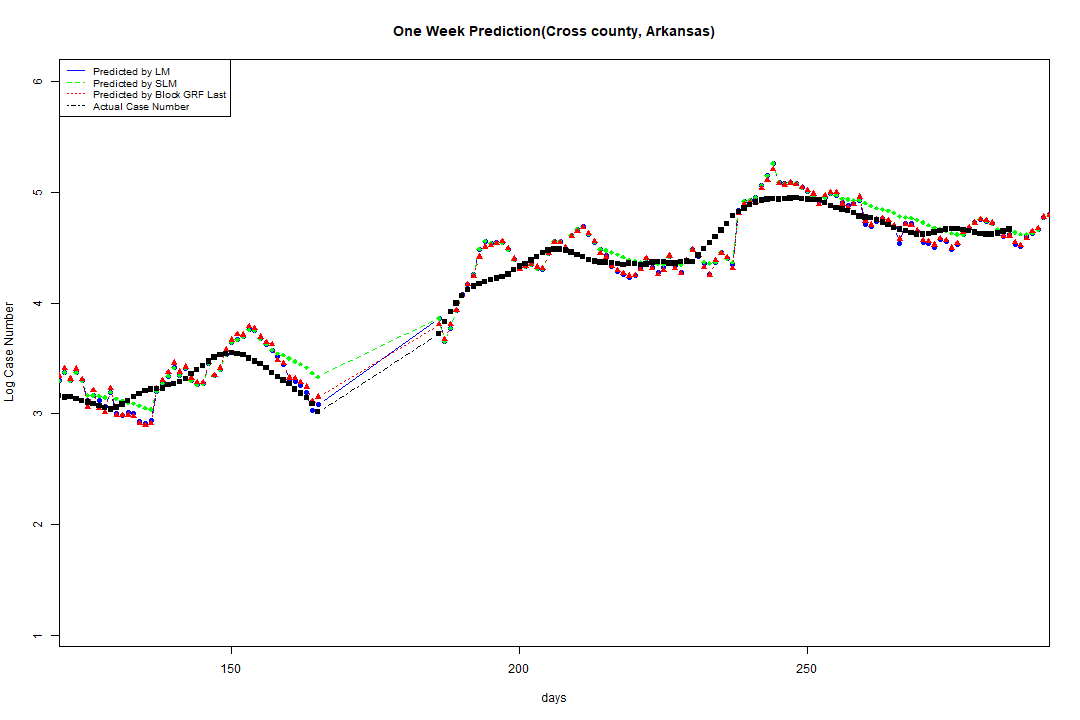 One Week Prediction(Cross county, Arkansas)
Predicted by LM
Predicted by SLM
Predicted by Block GRF Last
Actual Case Number
Log Case Number
6
5
4
3
2
1
150
200
250
days